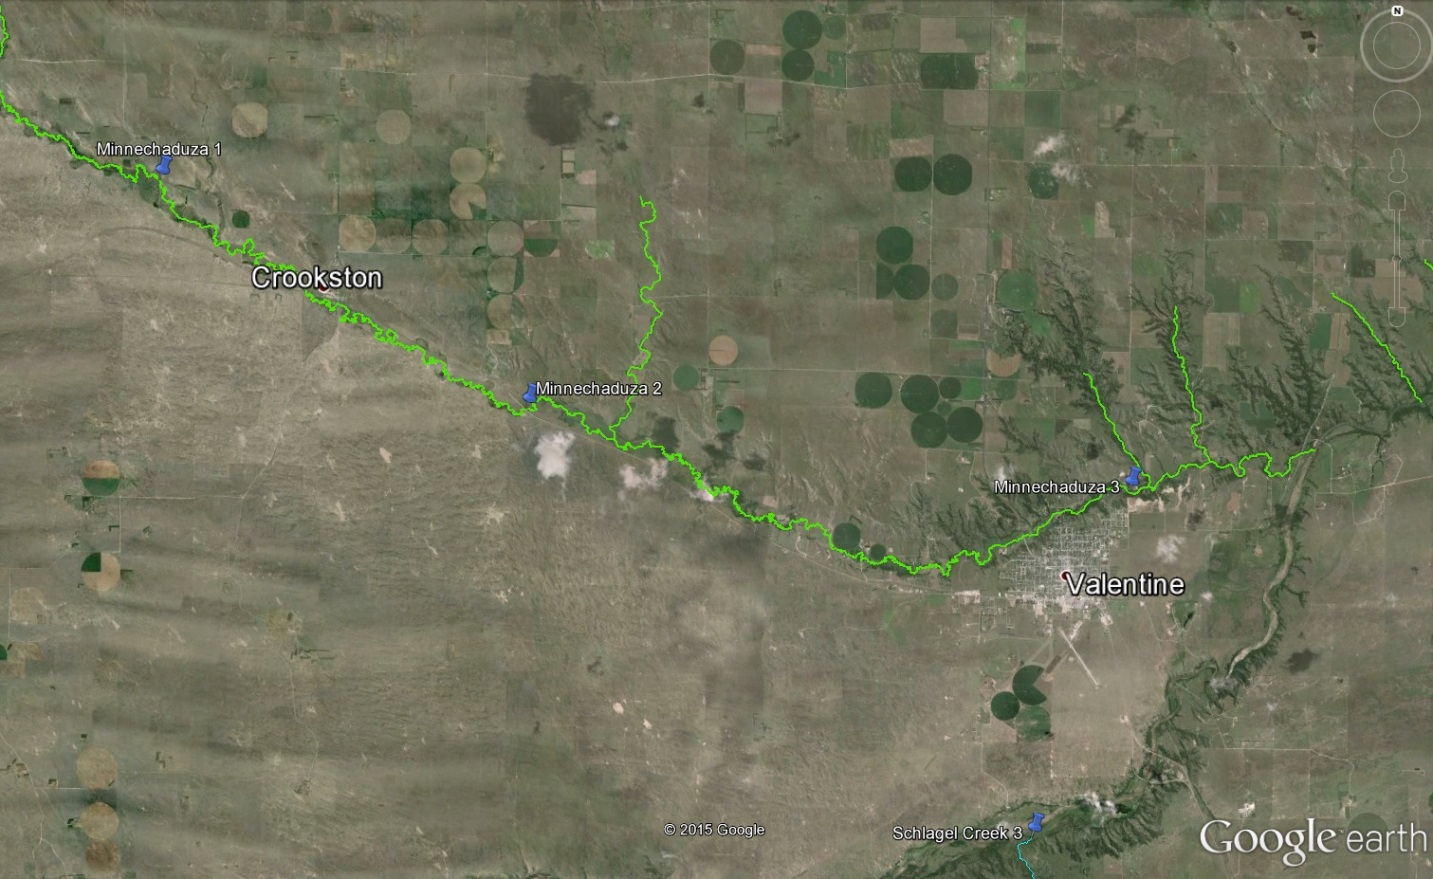 N
Minnechaduza 1
Crookston
Minnechaduza 2
Minnechaduza 3
Valentine
© 2015 Google
Schlagel Creek 3
Google earth